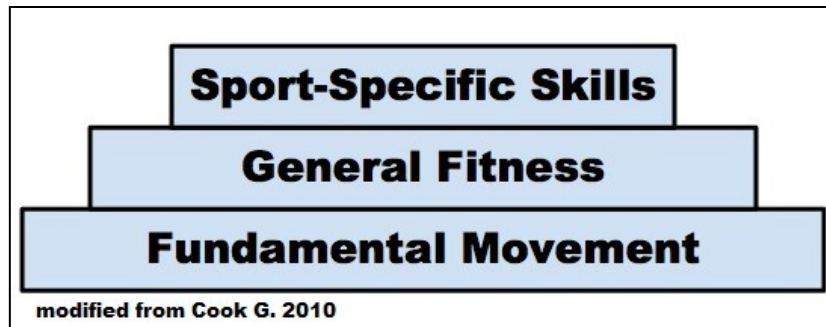 Sport-Specific Skills
General Fitness
Fundamental Movement
modified from Cook G. 2010